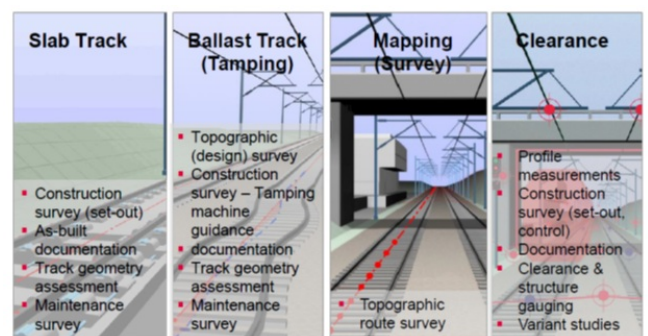 Slab Track
Construction
survey (set-out)
As-built
documentation
Track geometry
assessment
Maintenance
survey
Ballast Track
(Tamping)
Topographic
(design) survey
Construction
survey – Tamping
machine
guidance
documentation
Track geometry
assessment
Maintenance
survey
Mapping
(Survey)
Topographic
route survey
Clearance
Profile
measurements
Construction
survey (set-out,
control)
Documentation
Clearance &
structure
gauging
Variant studies